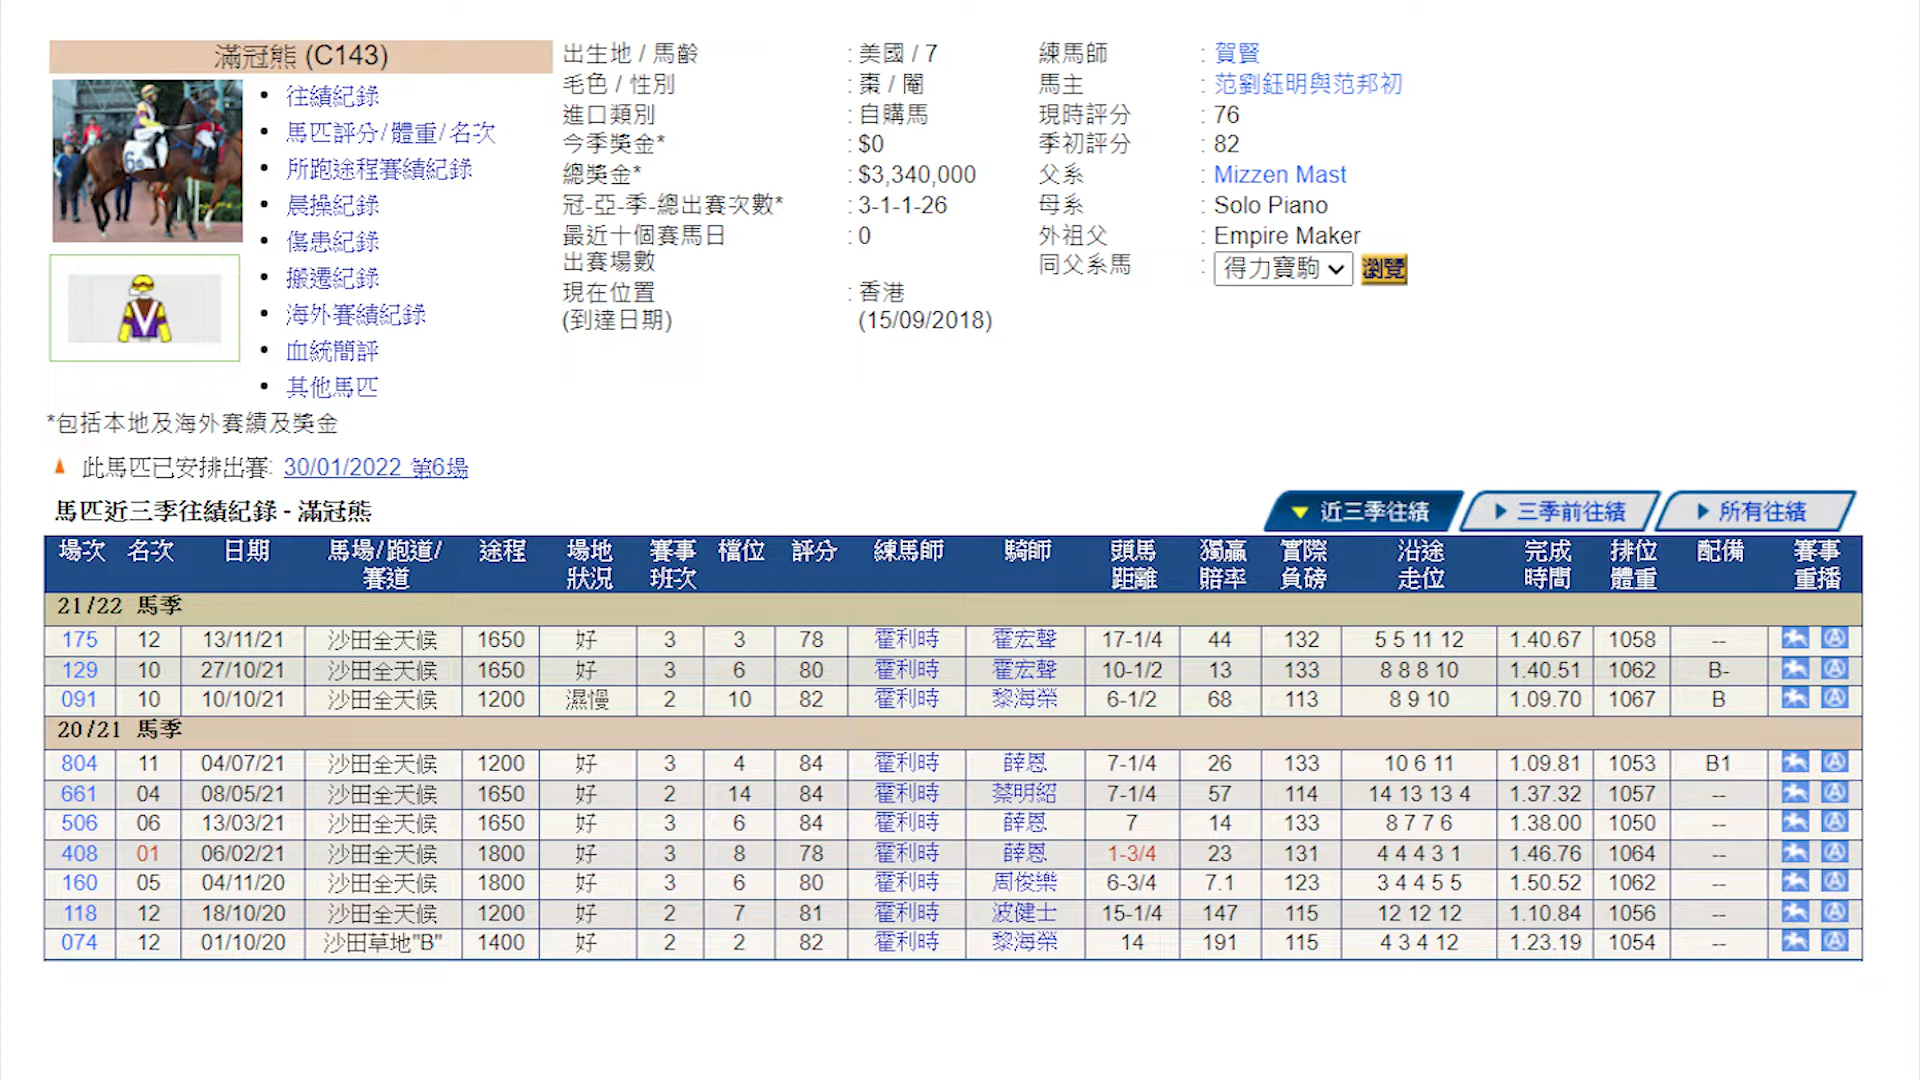 滿冠熊 (C143)
往績紀錄
馬匹評分/體重/名次
所跑途程賽績紀錄
晨操紀錄
傷患紀錄
搬遷紀錄
海外賽績紀錄
血統簡評
其他馬匹
出生地 / 馬齡 : 美國 / 7
毛色 / 性別 : 棗 / 閹
進口類別 : 自購馬
今季獎金* : $0
總獎金* : $3,340,000
冠-亞-季-總出賽次數* : 3-1-1-26
最近十個賽馬日 : 0
出賽場數
現在位置 : 香港
(到達日期) (15/09/2018)
練馬師 : 賀賢
馬主 : 范劉鈺明與范邦初
現時評分 : 76
季初評分 : 82
父系 : Mizzen Mast
母系 : Solo Piano
外祖父 : Empire Maker
同父系馬 : 得力寶駒 瀏覽
*包括本地及海外賽績及獎金
此馬匹已安排出賽: 30/01/2022 第6場
馬匹近三季往績紀錄 - 滿冠熊
近三季往績 三季前往績 所有往績
場次 名次 日期 馬場/跑道/賽道 途程 場地狀況 賽事班次 檔位 評分 練馬師 騎師 頭馬距離 獨贏賠率 實際負磅 沿途走位 完成時間 排位體重 配備 賽事重播
21/22 馬季
175 12 13/11/21 沙田全天候 1650 好 3 3 78 霍利時 霍宏聲 17-1/4 44 132 5 5 11 12 1.40.67 1058 --
129 10 27/10/21 沙田全天候 1650 好 3 6 80 霍利時 霍宏聲 10-1/2 13 133 8 8 8 10 1.40.51 1062 B-
091 10 10/10/21 沙田全天候 1200 濕慢 2 10 82 霍利時 黎海榮 6-1/2 68 113 8 9 10 1.09.70 1067 B
20/21 馬季
804 11 04/07/21 沙田全天候 1200 好 3 4 84 霍利時 薛恩 7-1/4 26 133 10 6 11 1.09.81 1053 B1
661 04 08/05/21 沙田全天候 1650 好 2 14 84 霍利時 蔡明紹 7-1/4 57 114 14 13 13 4 1.37.32 1057 --
506 06 13/03/21 沙田全天候 1650 好 3 6 84 霍利時 薛恩 7 14 133 8 7 7 6 1.38.00 1050 --
408 01 06/02/21 沙田全天候 1800 好 3 8 78 霍利時 薛恩 1-3/4 23 131 4 4 4 3 1 1.46.76 1064 --
160 05 04/11/20 沙田全天候 1800 好 3 6 80 霍利時 周俊樂 6-3/4 7.1 123 3 4 4 5 5 1.50.52 1062 --
118 12 18/10/20 沙田全天候 1200 好 2 7 81 霍利時 波健士 15-1/4 147 115 12 12 12 1.10.84 1056 --
074 12 01/10/20 沙田草地"B" 1400 好 2 2 82 霍利時 黎海榮 14 191 115 4 3 4 12 1.23.19 1054 --